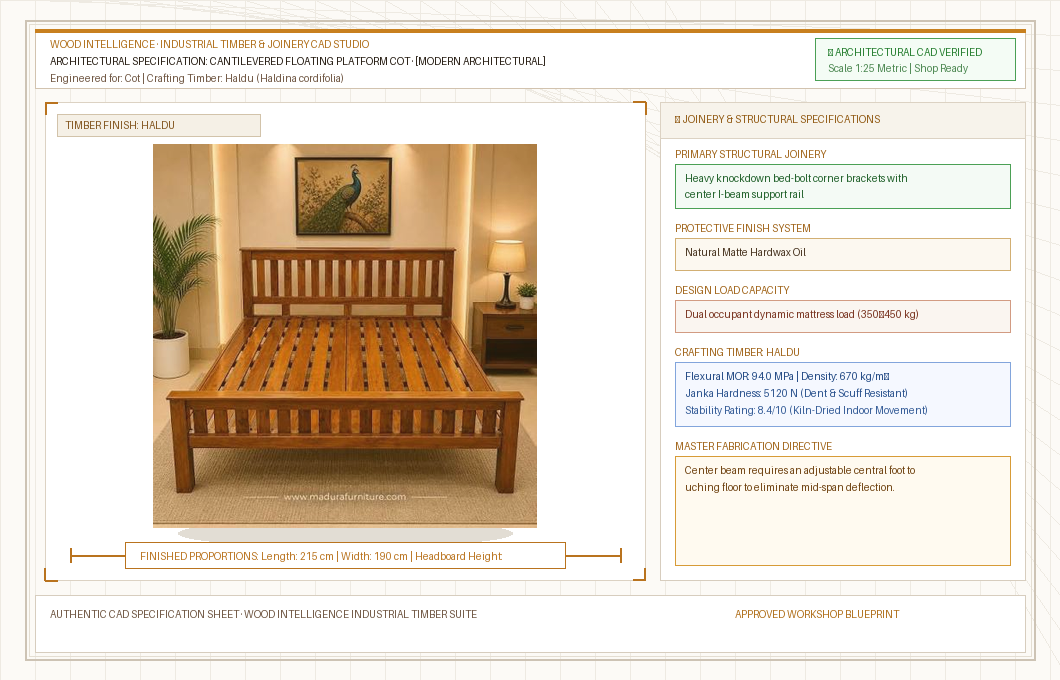 WOOD INTELLIGENCE · INDUSTRIAL TIMBER & JOINERY CAD STUDIO
ARCHITECTURAL SPECIFICATION: CANTILEVERED FLOATING PLATFORM COT · [MODERN ARCHITECTURAL]
Engineered for: Cot | Crafting Timber: Haldu (Haldina cordifolia)
ARCHITECTURAL CAD VERIFIED
Scale 1:25 Metric | Shop Ready
TIMBER FINISH: HALDU
www.madurafurniture.com
FINISHED PROPORTIONS: Length: 215 cm | Width: 190 cm | Headboard Height
JOINERY & STRUCTURAL SPECIFICATIONS
PRIMARY STRUCTURAL JOINERY
Heavy knockdown bed-bolt corner brackets with
center I-beam support rail
PROTECTIVE FINISH SYSTEM
Natural Matte Hardwax Oil
DESIGN LOAD CAPACITY
Dual occupant dynamic mattress load (350□450 kg)
CRAFTING TIMBER: HALDU
Flexural MOR: 94.0 MPa | Density: 670 kg/m□
Janka Hardness: 5120 N (Dent & Scuff Resistant)
Stability Rating: 8.4/10 (Kiln-Dried Indoor Movement)
MASTER FABRICATION DIRECTIVE
Center beam requires an adjustable central foot to
uching floor to eliminate mid-span deflection.
AUTHENTIC CAD SPECIFICATION SHEET · WOOD INTELLIGENCE INDUSTRIAL TIMBER SUITE
APPROVED WORKSHOP BLUEPRINT